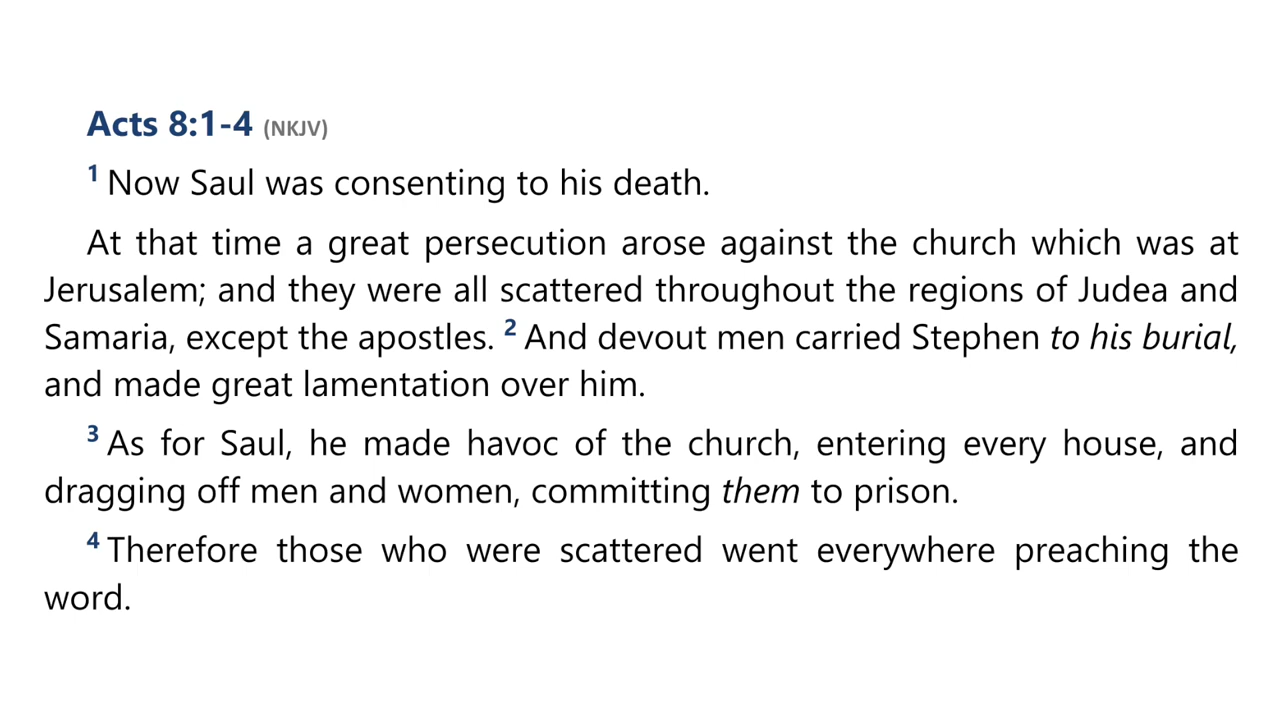 Acts 8:1-4 (NKJV)
1 Now Saul was consenting to his death.
At that time a great persecution arose against the church which was at
Jerusalem; and they were all scattered throughout the regions of Judea and
Samaria, except the apostles. 2 And devout men carried Stephen to his burial,
and made great lamentation over him.
3 As for Saul, he made havoc of the church, entering every house, and
dragging off men and women, committing them to prison.
4 Therefore those who were scattered went everywhere preaching the
word.